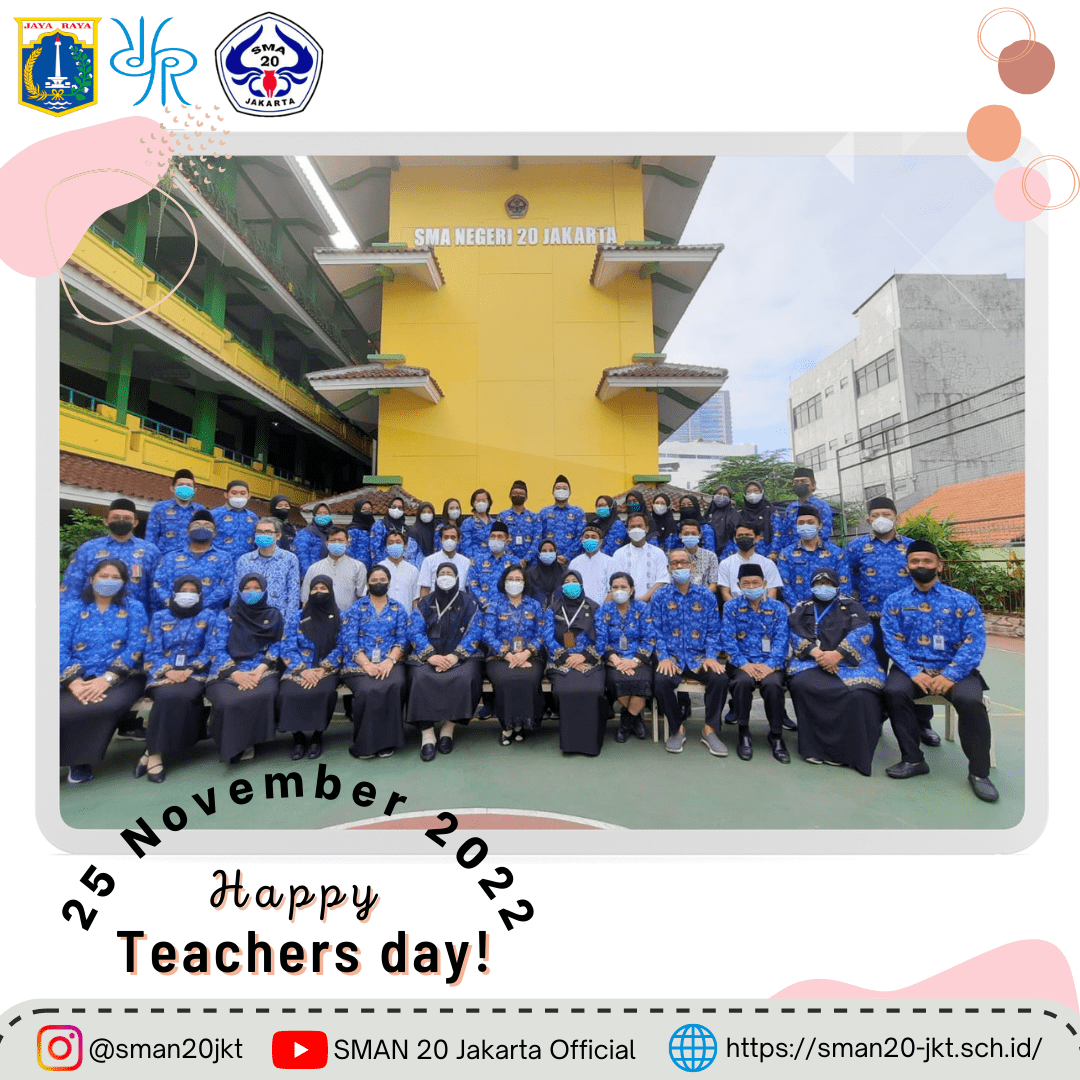 JAYA RAYA
SMA
20
JAKARTA
SMA NEGERI 20 JAKARTA
25 November 2022
Happy
Teachers day!
@sman20jkt
SMAN 20 Jakarta Official
https://sman20-jkt.sch.id/